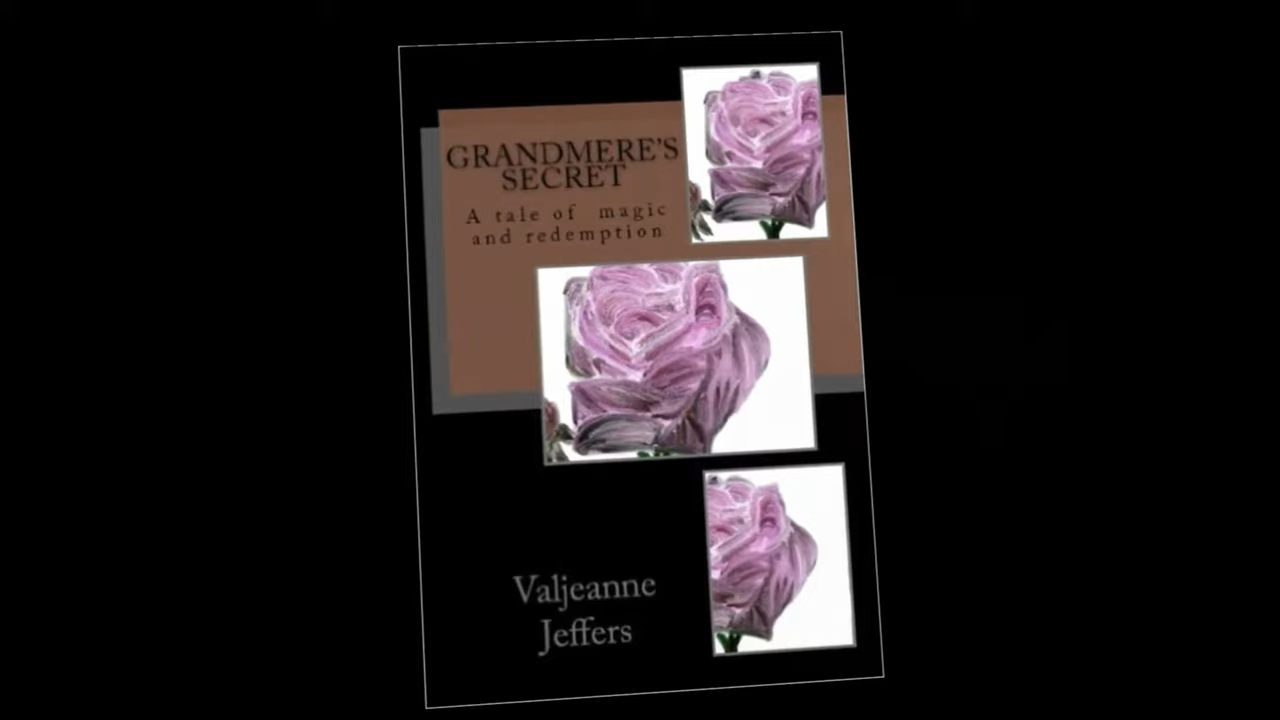 GRANDMERE'S
SECRET
A tale of magic
and redemption
Valjeanne
Jeffers